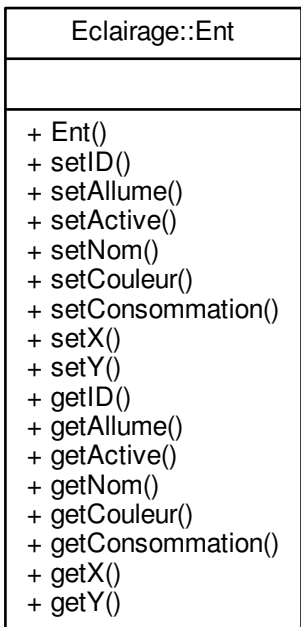 Eclairage::Ent
+ Ent()
+ setID()
+ setAllume()
+ setActive()
+ setNom()
+ setCouleur()
+ setConsommation()
+ setX()
+ setY()
+ getID()
+ getAllume()
+ getActive()
+ getNom()
+ getCouleur()
+ getConsommation()
+ getX()
+ getY()